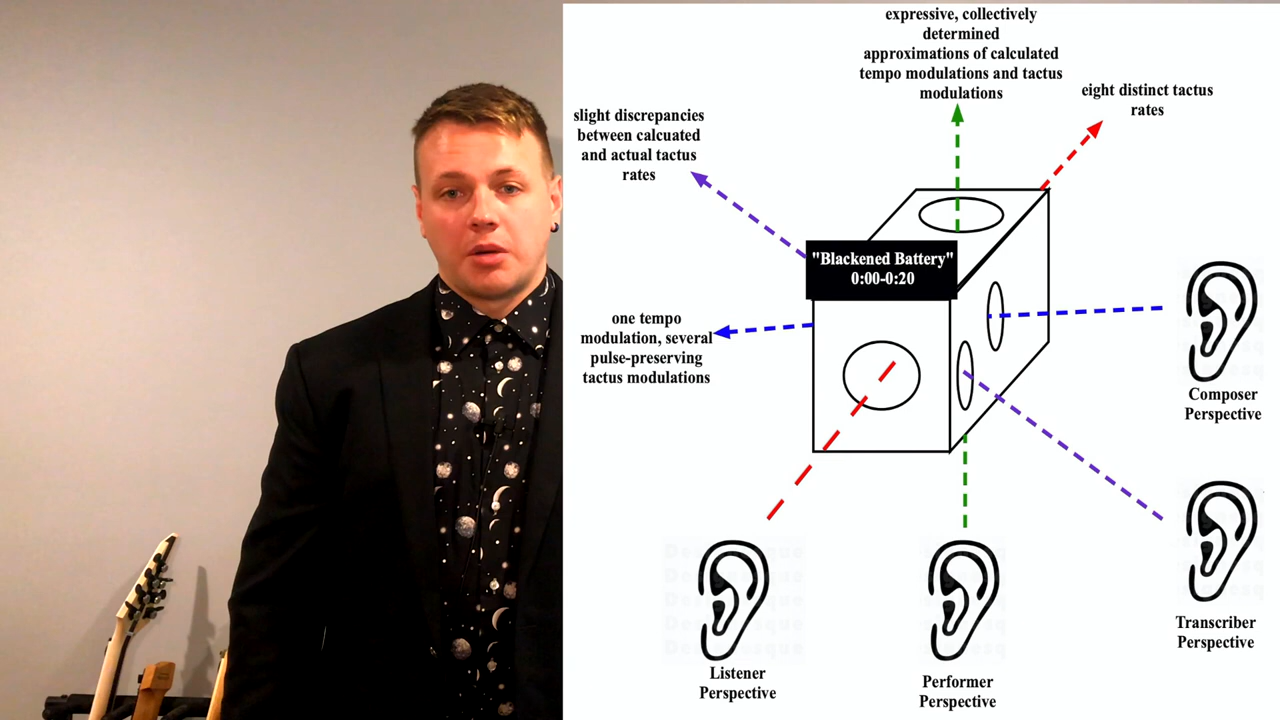 expressive, collectively
determined
approximations of calculated
tempo modulations and tactus
modulations
eight distinct tactus
rates
slight discrepancies
between calcuated
and actual tactus
rates
"Blackened Battery"
0:00-0:20
one tempo
modulation, several
pulse-preserving
tactus modulations
Composer
Perspective
Transcriber
Perspective
Listener
Perspective
Performer
Perspective